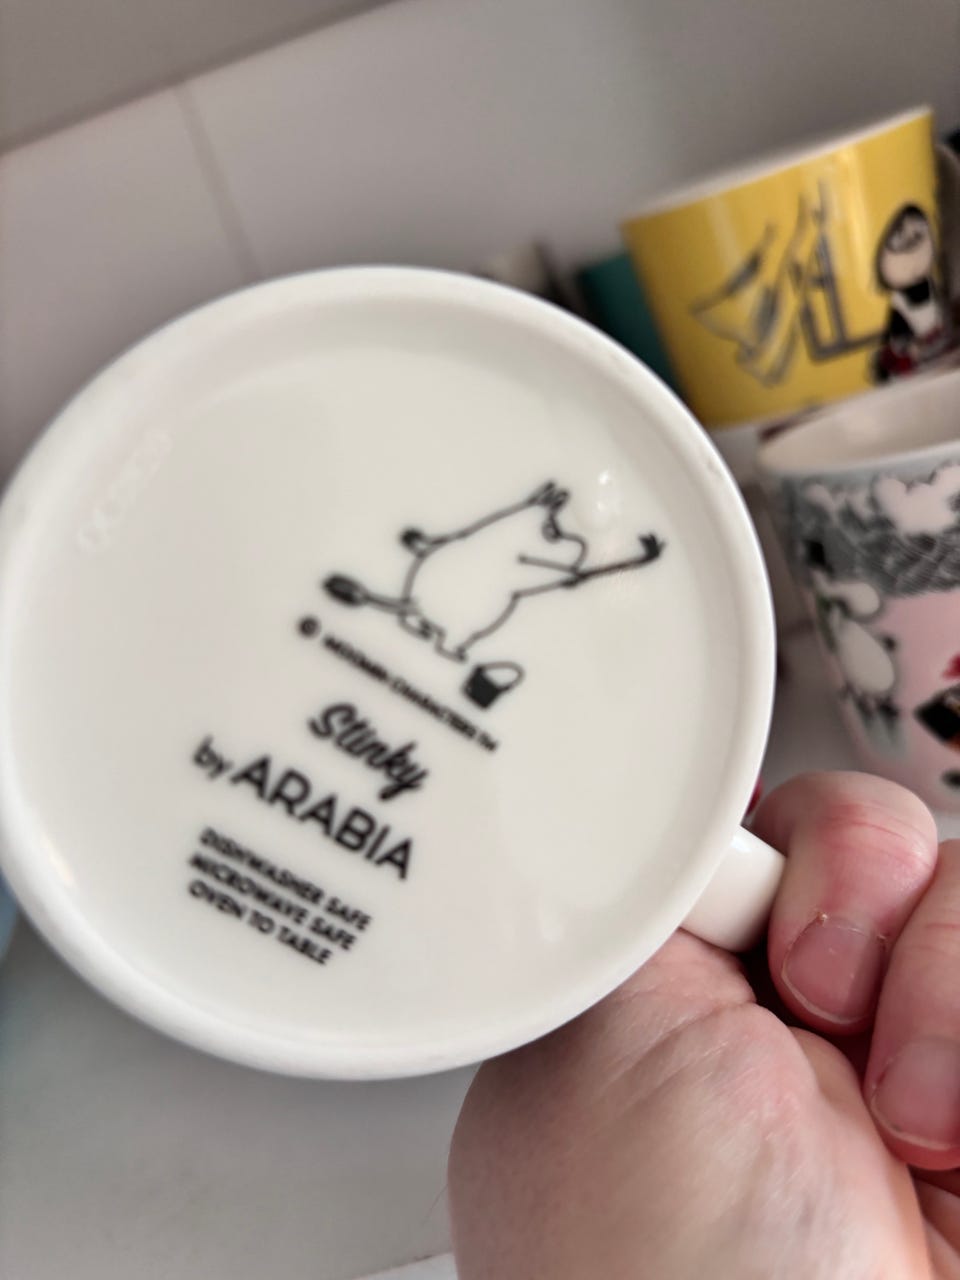 © MOOMIN CHARACTERS™
Stinky
by ARABIA
DISHWASHER SAFE
MICROWAVE SAFE
OVEN TO TABLE